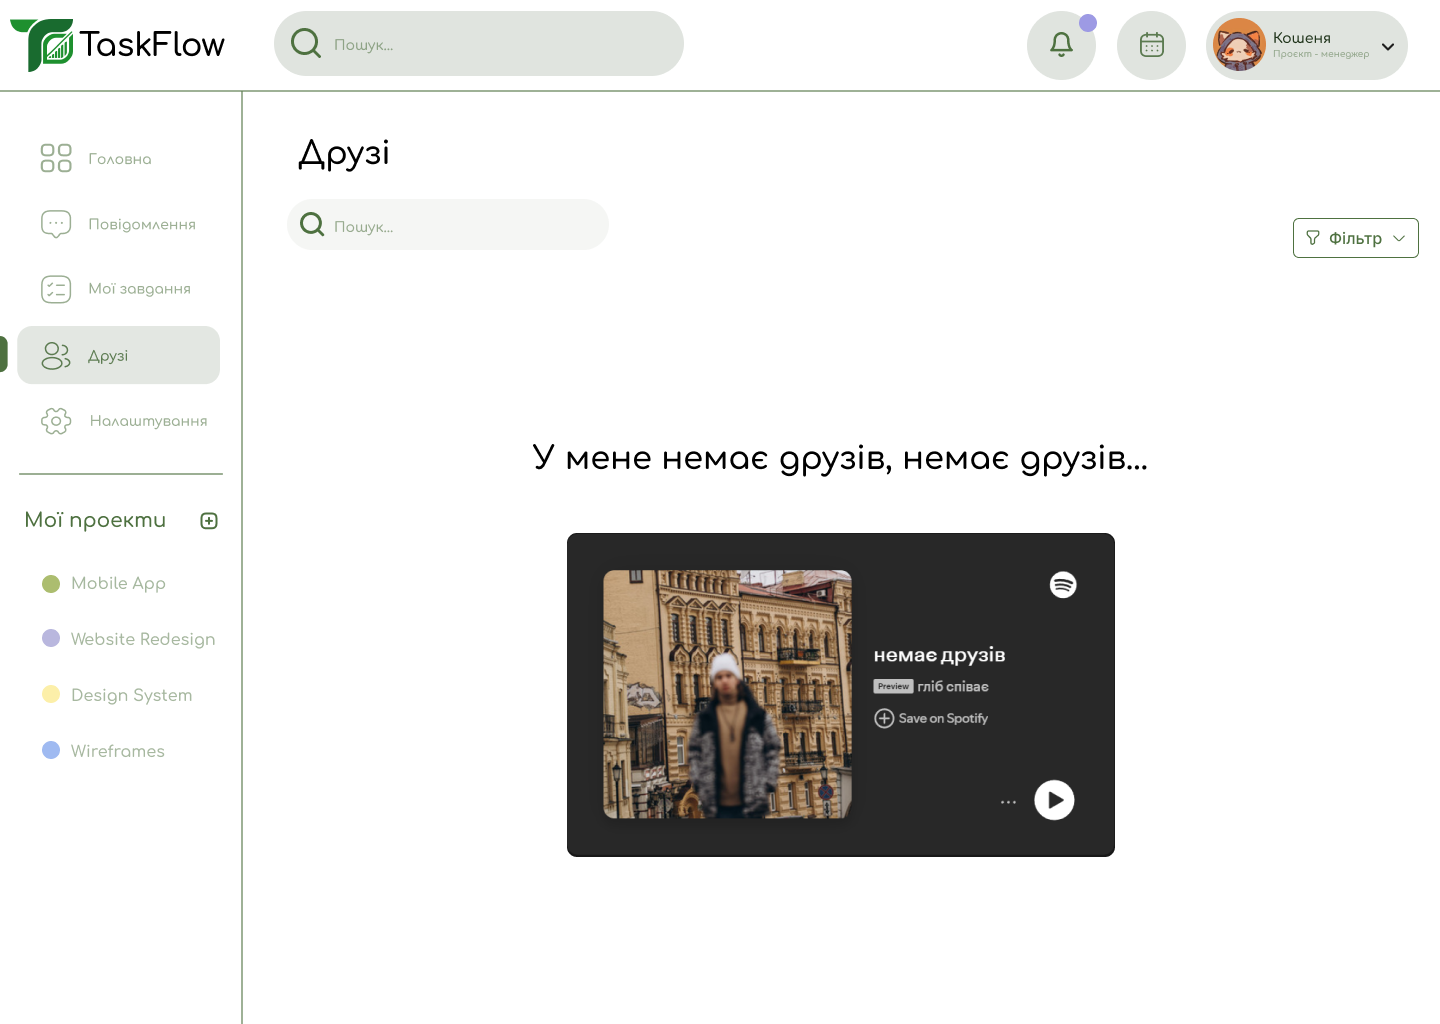 TaskFlow
Пошук...
Кошеня
Проєкт - менеджер
Головна
Повідомлення
Мої завдання
Друзі
Налаштування
Мої проекти
Mobile App
Website Redesign
Design System
Wireframes
Друзі
Пошук...
Фільтр
У мене немає друзів, немає друзів...
немає друзів
Preview гліб співає
Save on Spotify